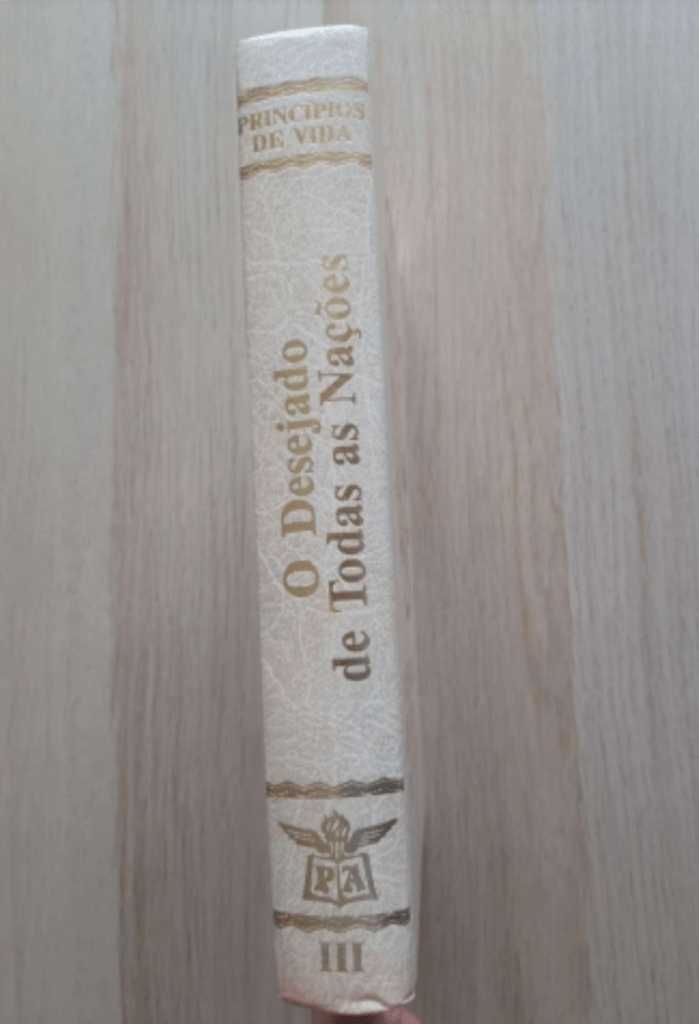 PRINCÍPIOS
DE VIDA
O Desejado
de Todas as Nações
PA
III